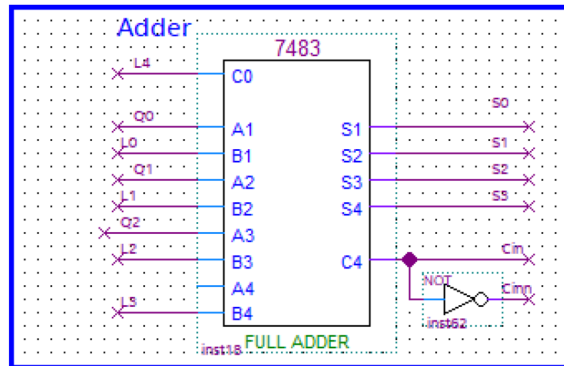 Adder
7483
L4
C0
Q0
A1
S1
S0
L0
B1
S2
S1
Q1
A2
S3
S2
L1
B2
S4
S3
Q2
A3
L2
B3
C4
Cin
A4
NOT
Cinn
L3
B4
inst62
inst18
FULL ADDER